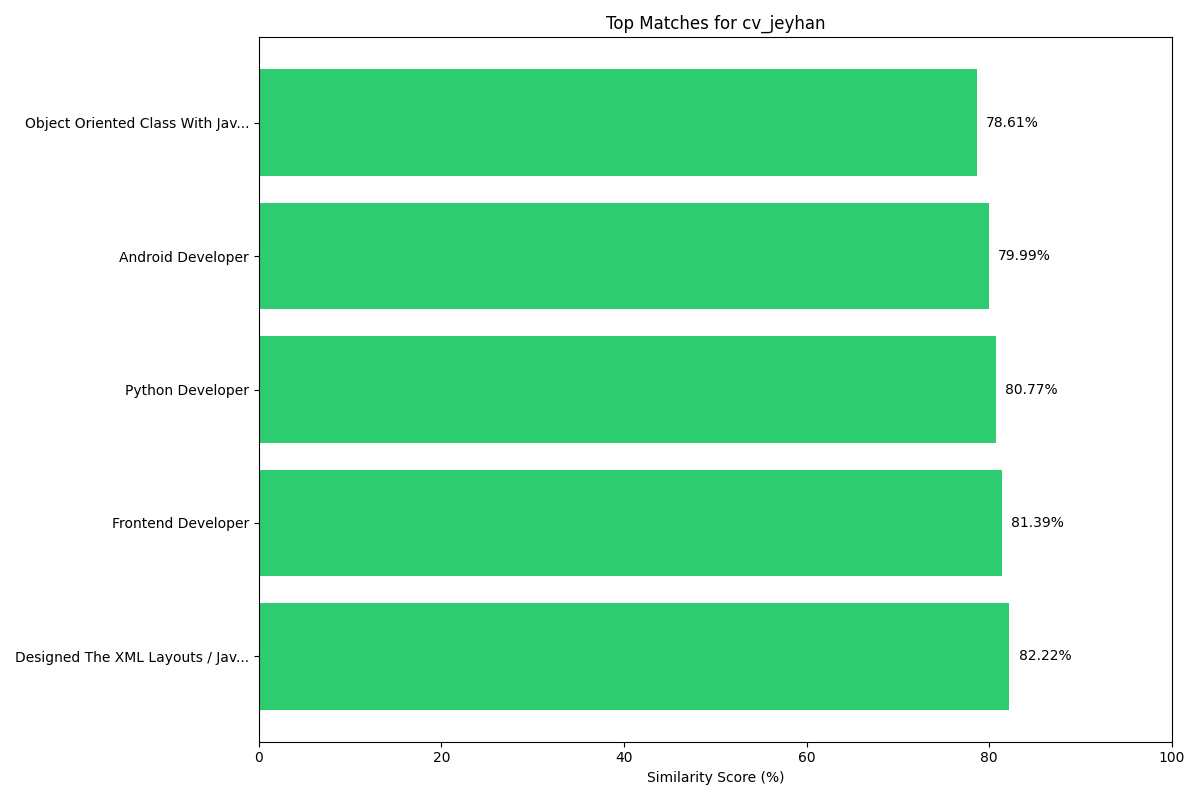 Top Matches for cv_jeyhan
Object Oriented Class With Jav...
78.61%
Android Developer
79.99%
Python Developer
80.77%
Frontend Developer
81.39%
Designed The XML Layouts / Jav...
82.22%
0 20 40 60 80 100
Similarity Score (%)